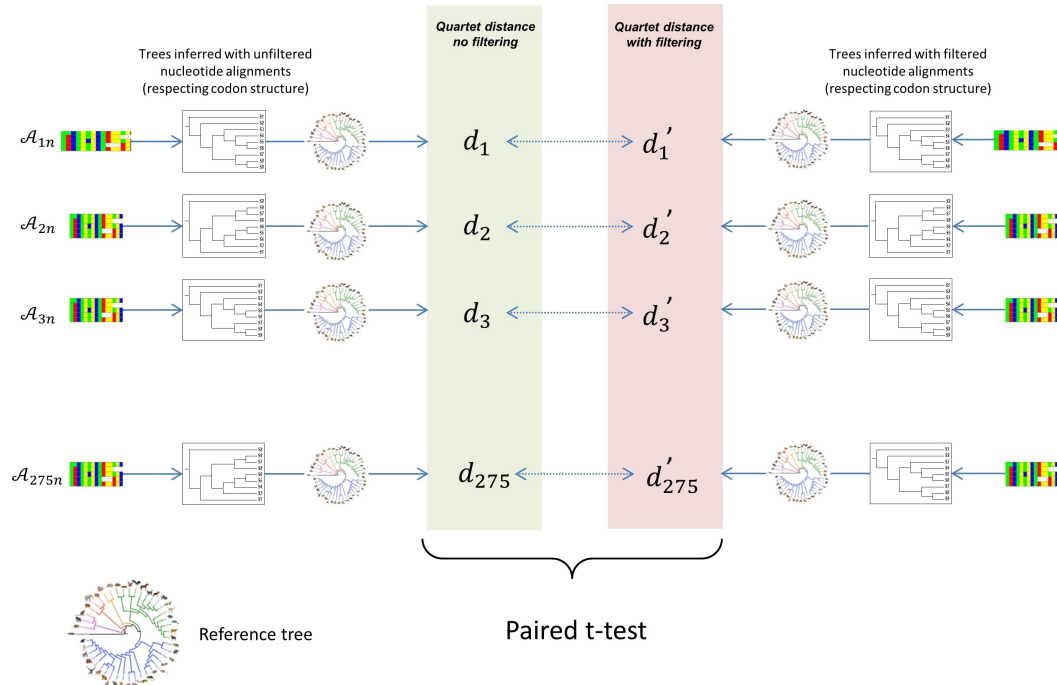 Quartet distance
no filtering
Quartet distance
with filtering
Trees inferred with unfiltered
nucleotide alignments
(respecting codon structure)
Trees inferred with filtered
nucleotide alignments
(respecting codon structure)
𝒜1n
d1
d1′
𝒜2n
d2
d2′
𝒜3n
d3
d3′
𝒜275n
d275
d275′
Reference tree
Paired t-test